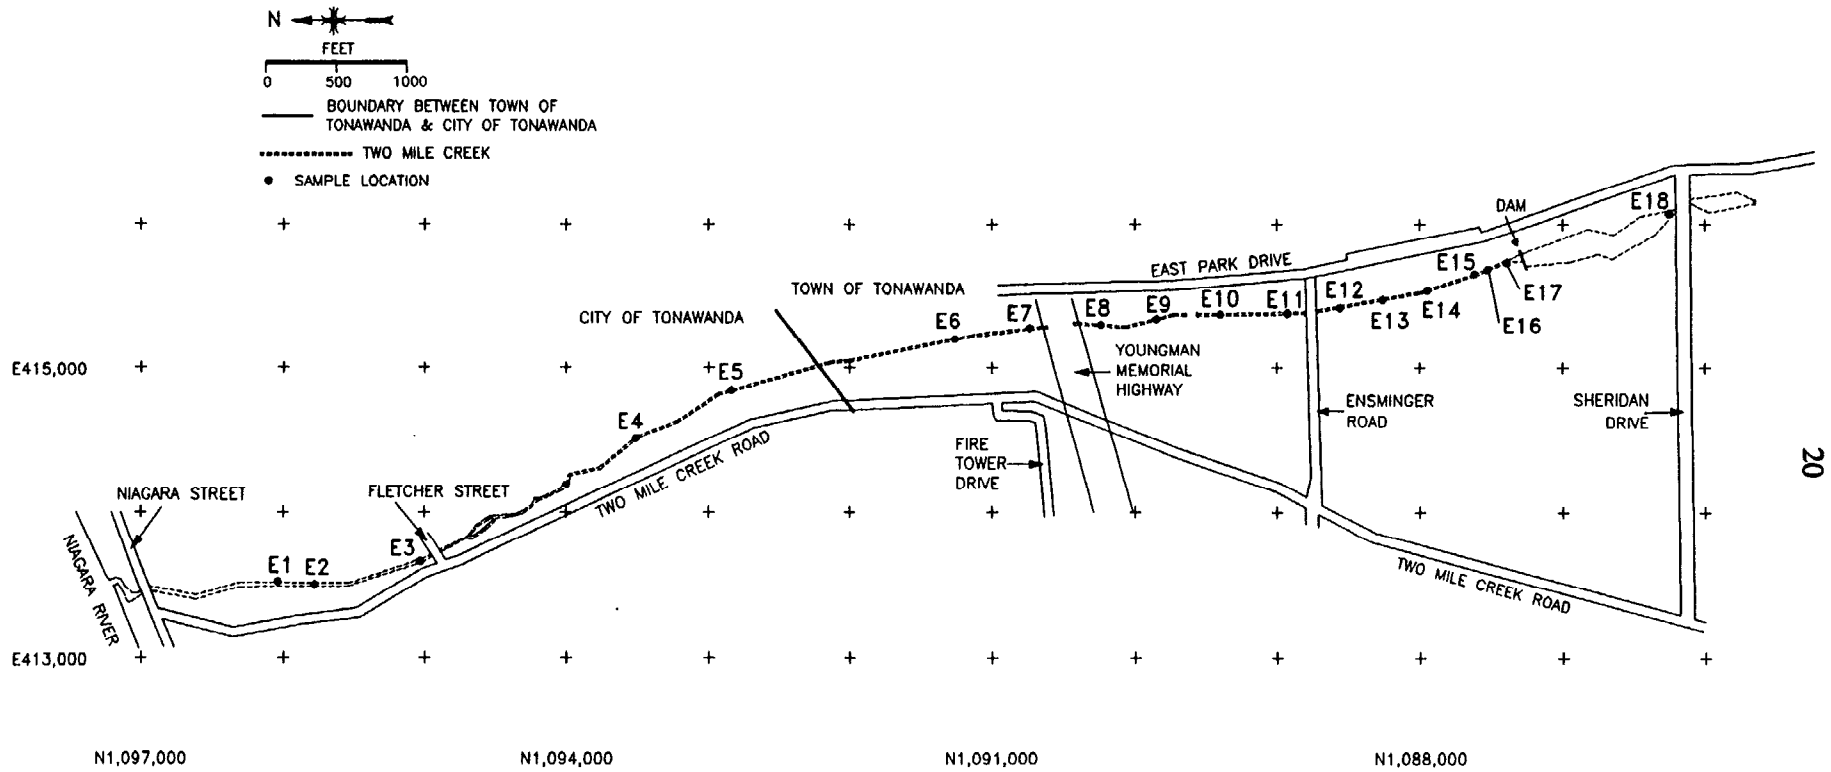 N
FEET
0 500 1000
BOUNDARY BETWEEN TOWN OF
TONAWANDA & CITY OF TONAWANDA
TWO MILE CREEK
SAMPLE LOCATION
E18
DAM
EAST PARK DRIVE
E15
TOWN OF TONAWANDA
E17
CITY OF TONAWANDA
E6
E7
E8
E9
E10
E11
E12
E13
E14
E16
YOUNGMAN
MEMORIAL
HIGHWAY
E415,000
E5
ENSMINGER
ROAD
SHERIDAN
DRIVE
E4
FIRE
TOWER
DRIVE
TWO MILE CREEK ROAD
20
NIAGARA STREET
FLETCHER STREET
E3
NIAGARA RIVER
E1
E2
TWO MILE CREEK ROAD
E413,000
N1,097,000
N1,094,000
N1,091,000
N1,088,000